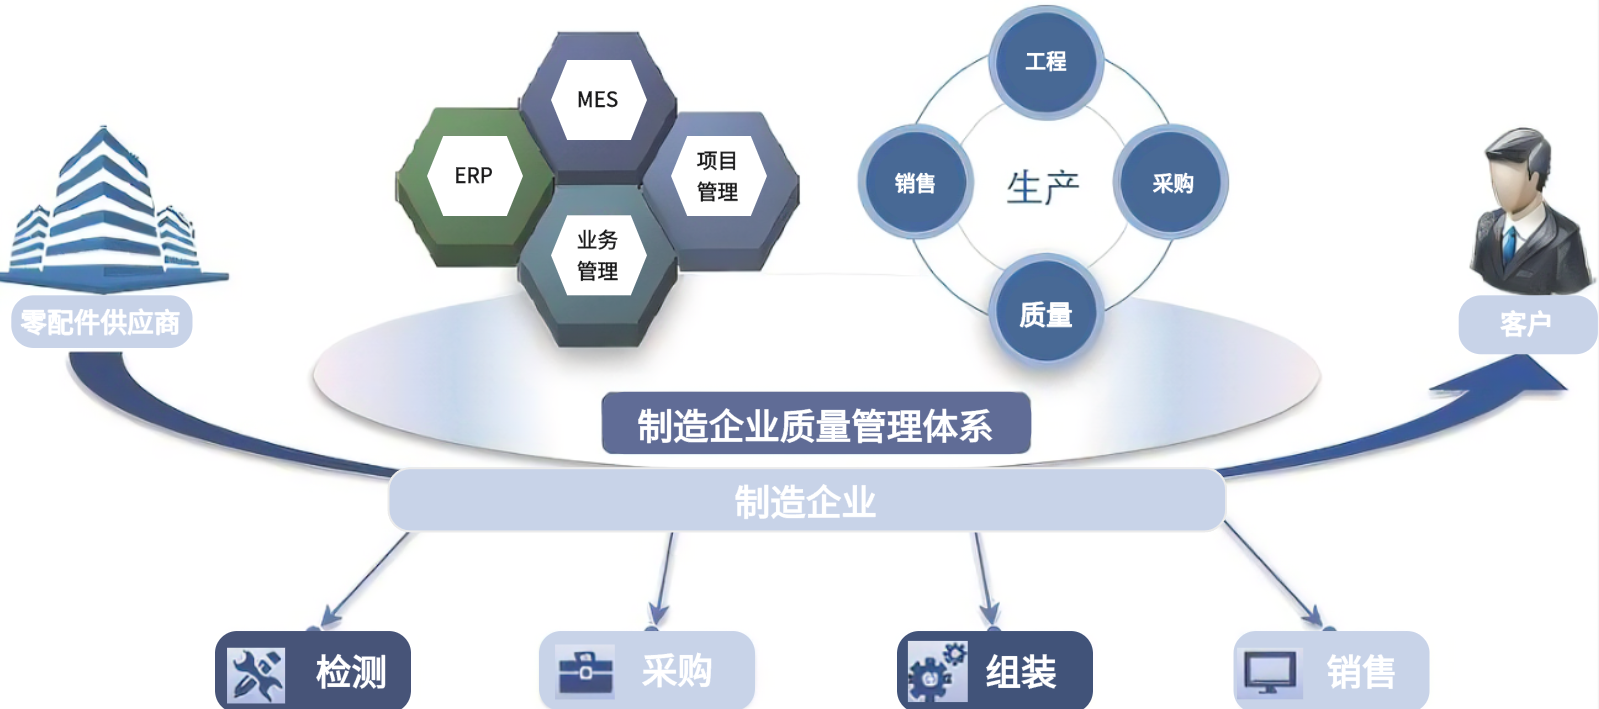 工程
MES
项目
管理
ERP
销售
生产
采购
业务
管理
质量
零配件供应商
客户
制造企业质量管理体系
制造企业
检测
采购
组装
销售